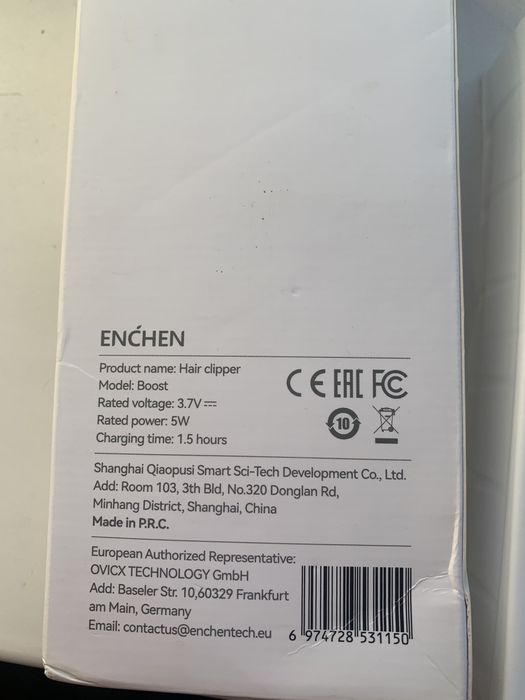 ENĆHEN
Product name: Hair clipper
Model: Boost
Rated voltage: 3.7V⎓
Rated power: 5W
Charging time: 1.5 hours
CE EAC FC
10
Shanghai Qiaopusi Smart Sci-Tech Development Co., Ltd.
Add: Room 103, 3th Bld, No.320 Donglan Rd,
Minhang District, Shanghai, China
Made in P.R.C.
European Authorized Representative:
OVICX TECHNOLOGY GmbH
Add: Baseler Str. 10,60329 Frankfurt
am Main, Germany
Email: contactus@enchentech.eu
6 974728 531150